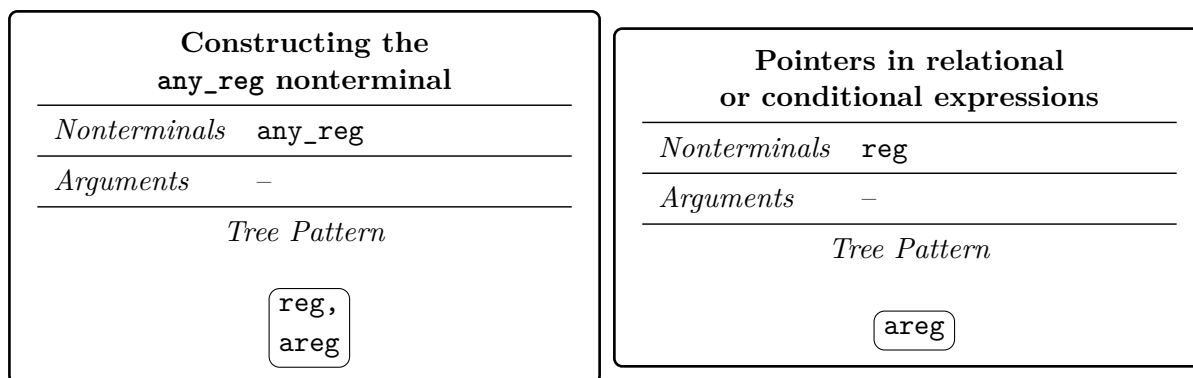 Constructing the
any_reg nonterminal
Nonterminals any_reg
Arguments –
Tree Pattern
reg,
areg
Pointers in relational
or conditional expressions
Nonterminals reg
Arguments –
Tree Pattern
areg